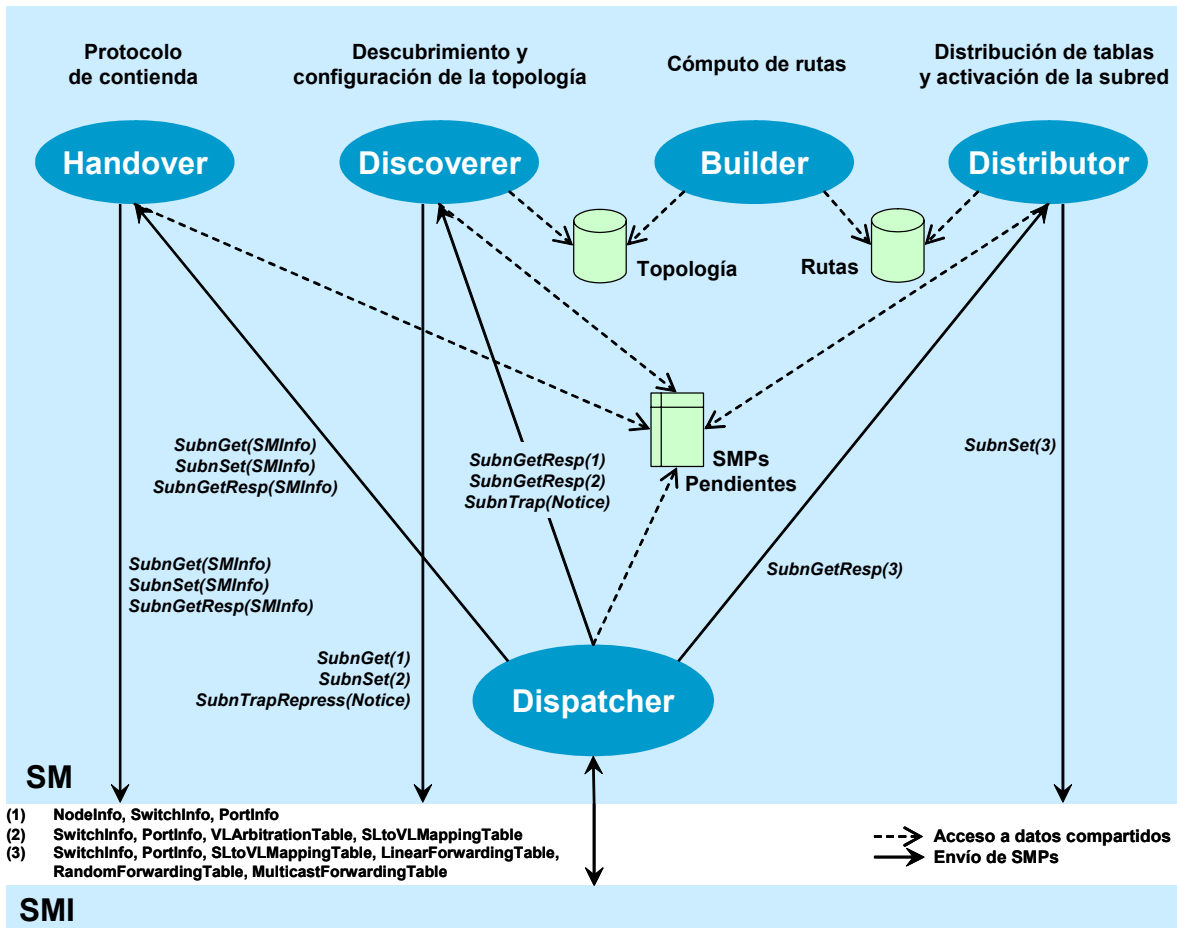 Protocolo
de contienda
Descubrimiento y
configuración de la topología
Cómputo de rutas
Distribución de tablas
y activación de la subred
Handover
Discoverer
Builder
Distributor
Topología
Rutas
SubnGet(SMInfo)
SubnSet(SMInfo)
SubnGetResp(SMInfo)
SubnGetResp(1)
SubnGetResp(2)
SubnTrap(Notice)
SMPs
Pendientes
SubnSet(3)
SubnGet(SMInfo)
SubnSet(SMInfo)
SubnGetResp(SMInfo)
SubnGetResp(3)
SubnGet(1)
SubnSet(2)
SubnTrapRepress(Notice)
Dispatcher
SM
(1) NodeInfo, SwitchInfo, PortInfo
(2) SwitchInfo, PortInfo, VLArbitrationTable, SLtoVLMappingTable
(3) SwitchInfo, PortInfo, SLtoVLMappingTable, LinearForwardingTable,
RandomForwardingTable, MulticastForwardingTable
Acceso a datos compartidos
Envío de SMPs
SMI